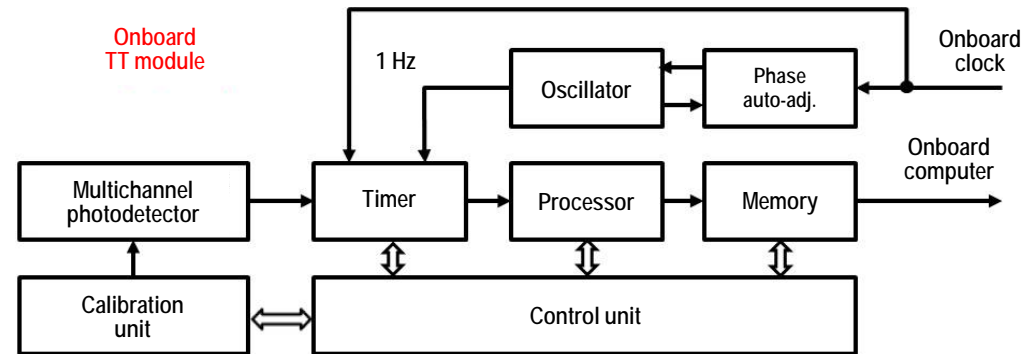 Onboard
TT module
1 Hz
Oscillator
Phase
auto-adj.
Onboard
clock
Multichannel
photodetector
Timer
Processor
Memory
Onboard
computer
Calibration
unit
Control unit